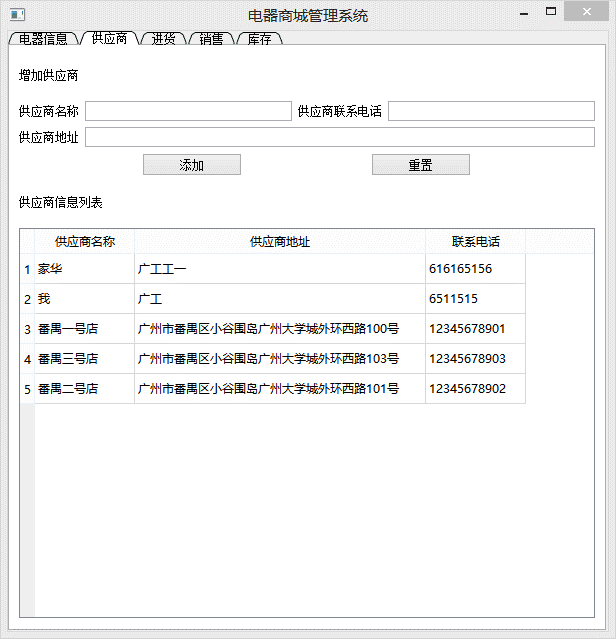 电器商城管理系统
电器信息 供应商 进货 销售 库存
增加供应商
供应商名称 供应商联系电话
供应商地址
添加 重置
供应商信息列表
供应商名称 供应商地址 联系电话
1 家华 广工工一 616165156
2 我 广工 6511515
3 番禺一号店 广州市番禺区小谷围岛广州大学城外环西路100号 12345678901
4 番禺三号店 广州市番禺区小谷围岛广州大学城外环西路103号 12345678903
5 番禺二号店 广州市番禺区小谷围岛广州大学城外环西路101号 12345678902